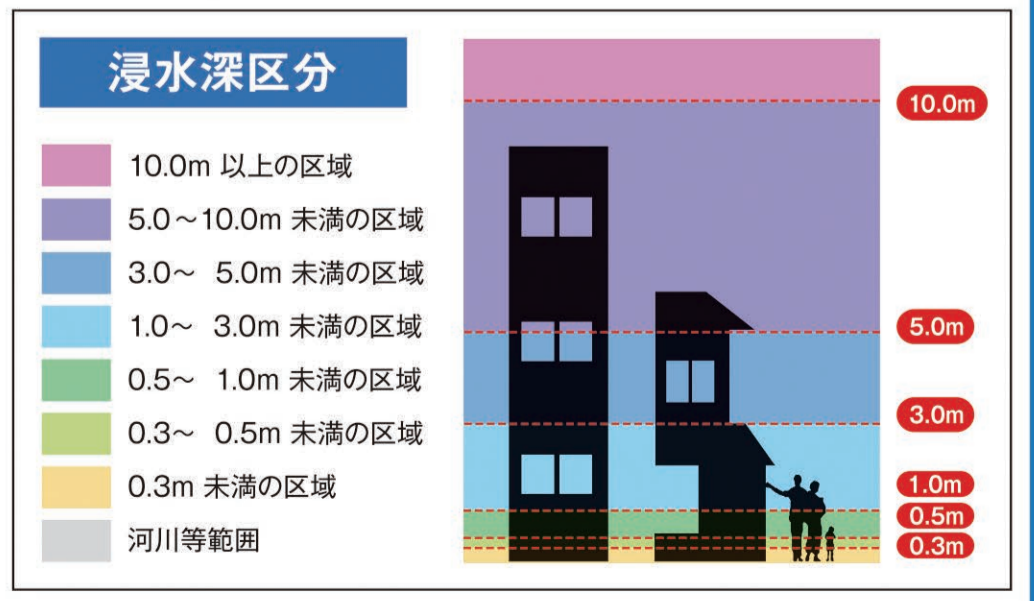 浸水深区分
10.0m 以上の区域
5.0〜10.0m 未満の区域
3.0〜 5.0m 未満の区域
1.0〜 3.0m 未満の区域
0.5〜 1.0m 未満の区域
0.3〜 0.5m 未満の区域
0.3m 未満の区域
河川等範囲
10.0m
5.0m
3.0m
1.0m
0.5m
0.3m